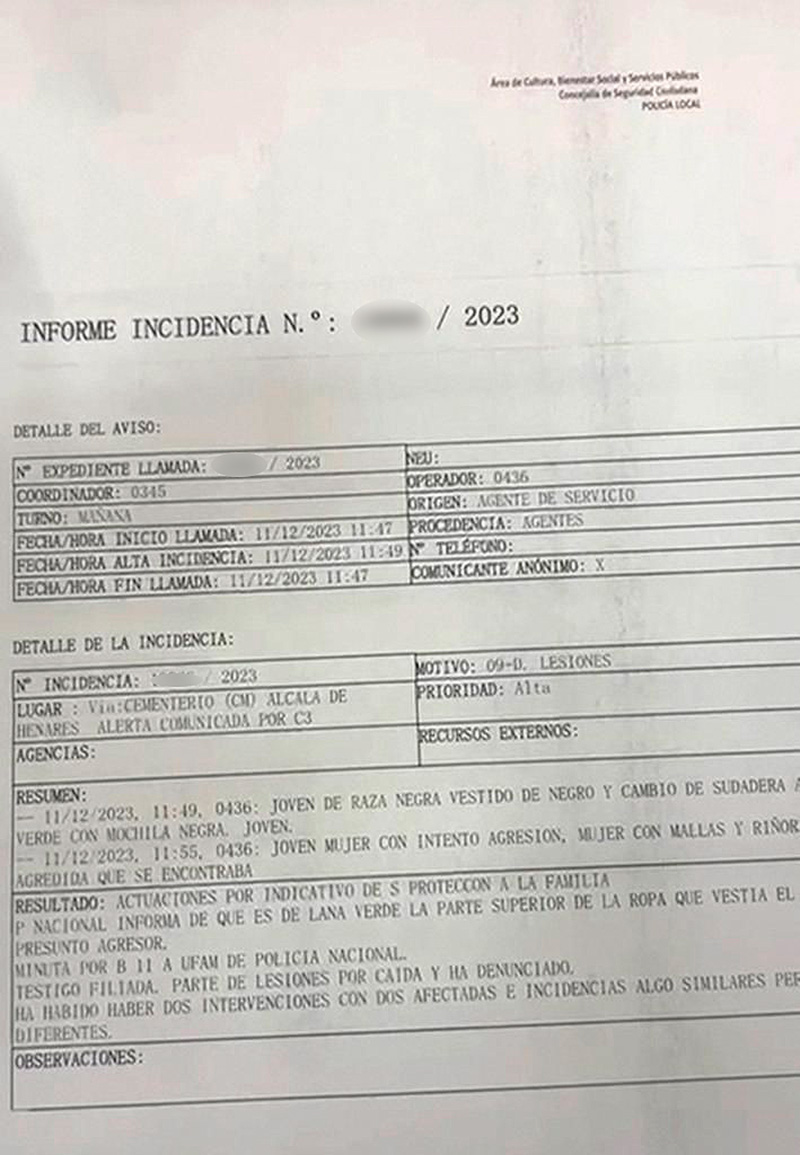 Área de Cultura, Bienestar Social y Servicios Públicos
Concejalía de Seguridad Ciudadana
POLICÍA LOCAL
INFORME INCIDENCIA N.º: / 2023
DETALLE DEL AVISO:
Nº EXPEDIENTE LLAMADA: / 2023
NEU:
COORDINADOR: 0345
OPERADOR: 0436
TURNO: MAÑANA
ORIGEN: AGENTE DE SERVICIO
FECHA/HORA INICIO LLAMADA: 11/12/2023 11:47
PROCEDENCIA: AGENTES
FECHA/HORA ALTA INCIDENCIA: 11/12/2023 11:49
Nº TELÉFONO:
FECHA/HORA FIN LLAMADA: 11/12/2023 11:47
COMUNICANTE ANÓNIMO: X
DETALLE DE LA INCIDENCIA:
Nº INCIDENCIA: / 2023
MOTIVO: 09-D. LESIONES
LUGAR : Via:CEMENTERIO (CM) ALCALA DE
HENARES ALERTA COMUNICADA POR C3
PRIORIDAD: Alta
AGENCIAS:
RECURSOS EXTERNOS:
RESUMEN:
-- 11/12/2023, 11:49, 0436: JOVEN DE RAZA NEGRA VESTIDO DE NEGRO Y CAMBIO DE SUDADERA A
VERDE CON MOCHILA NEGRA. JOVEN.
-- 11/12/2023, 11:55, 0436: JOVEN MUJER CON INTENTO AGRESION, MUJER CON MALLAS Y
AGREDIDA QUE SE ENCONTRABA
RESULTADO: ACTUACIONES POR INDICATIVO DE S PROTECCON A LA FAMILIA
P NACIONAL INFORMA DE QUE ES DE LANA VERDE LA PARTE SUPERIOR DE LA ROPA QUE VESTIA EL
PRESUNTO AGRESOR.
MINUTA POR B 11 A UFAM DE POLICIA NACIONAL.
TESTIGO FILIADA. PARTE DE LESIONES POR CAIDA Y HA DENUNCIADO.
HA HABIDO HABER DOS INTERVENCIONES CON DOS AFECTADAS E INCIDENCIAS ALGO SIMILARES
DIFERENTES.
OBSERVACIONES: